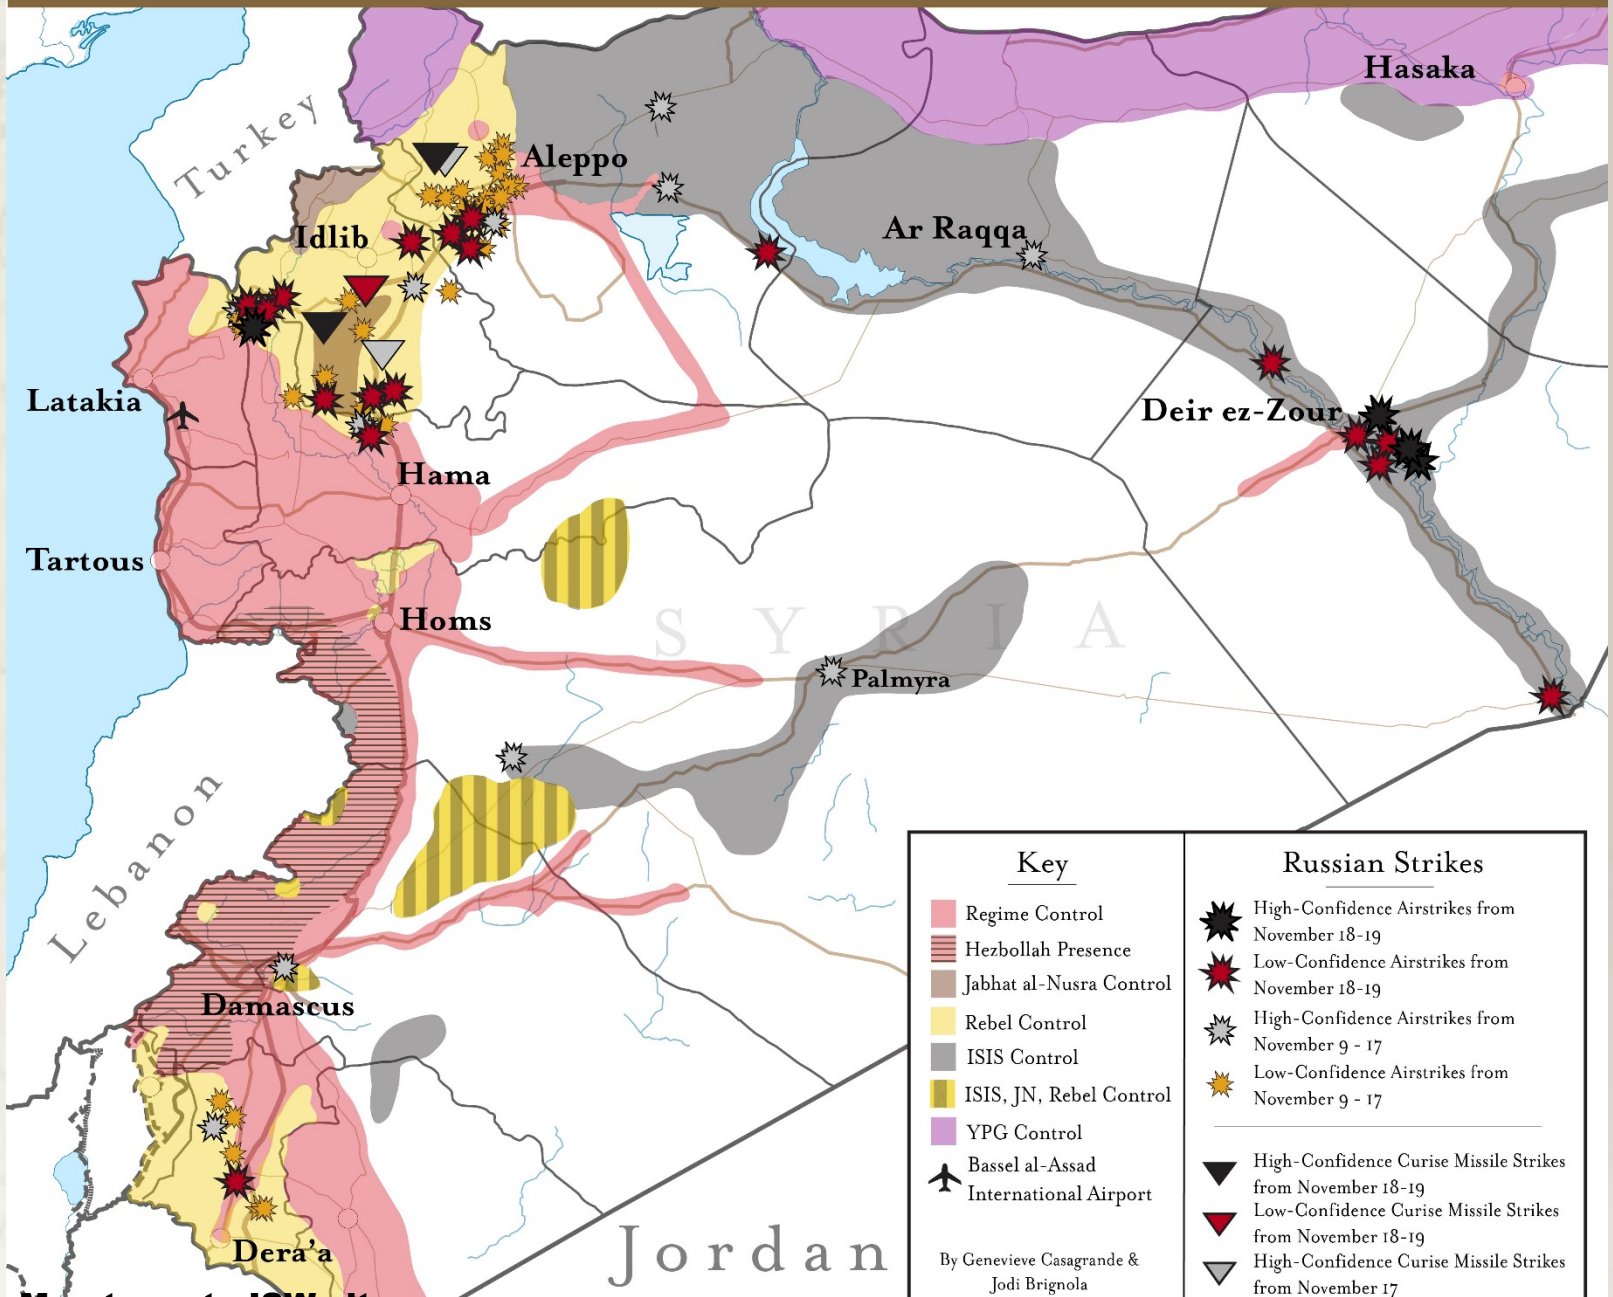 Turkey
Hasaka
Aleppo
Idlib
Ar Raqqa
Latakia
Deir ez-Zour
Hama
Tartous
Homs
SYRIA
Palmyra
Lebanon
Damascus
Dera'a
Jordan
Key
Regime Control
Hezbollah Presence
Jabhat al-Nusra Control
Rebel Control
ISIS Control
ISIS, JN, Rebel Control
YPG Control
Bassel al-Assad
International Airport
By Genevieve Casagrande &
Jodi Brignola
Russian Strikes
High-Confidence Airstrikes from
November 18-19
Low-Confidence Airstrikes from
November 18-19
High-Confidence Airstrikes from
November 9 - 17
Low-Confidence Airstrikes from
November 9 - 17
High-Confidence Curise Missile Strikes
from November 18-19
Low-Confidence Curise Missile Strikes
from November 18-19
High-Confidence Curise Missile Strikes
from November 17